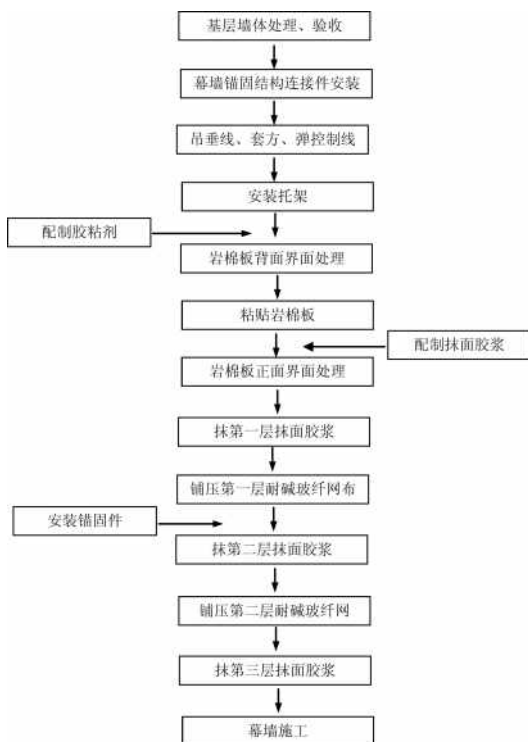 基层墙体处理、验收
幕墙锚固结构连接件安装
吊垂线、套方、弹控制线
安装托架
配制胶粘剂
岩棉板背面界面处理
粘贴岩棉板
配制抹面胶浆
岩棉板正面界面处理
抹第一层抹面胶浆
铺压第一层耐碱玻纤网布
安装锚固件
抹第二层抹面胶浆
铺压第二层耐碱玻纤网
抹第三层抹面胶浆
幕墙施工